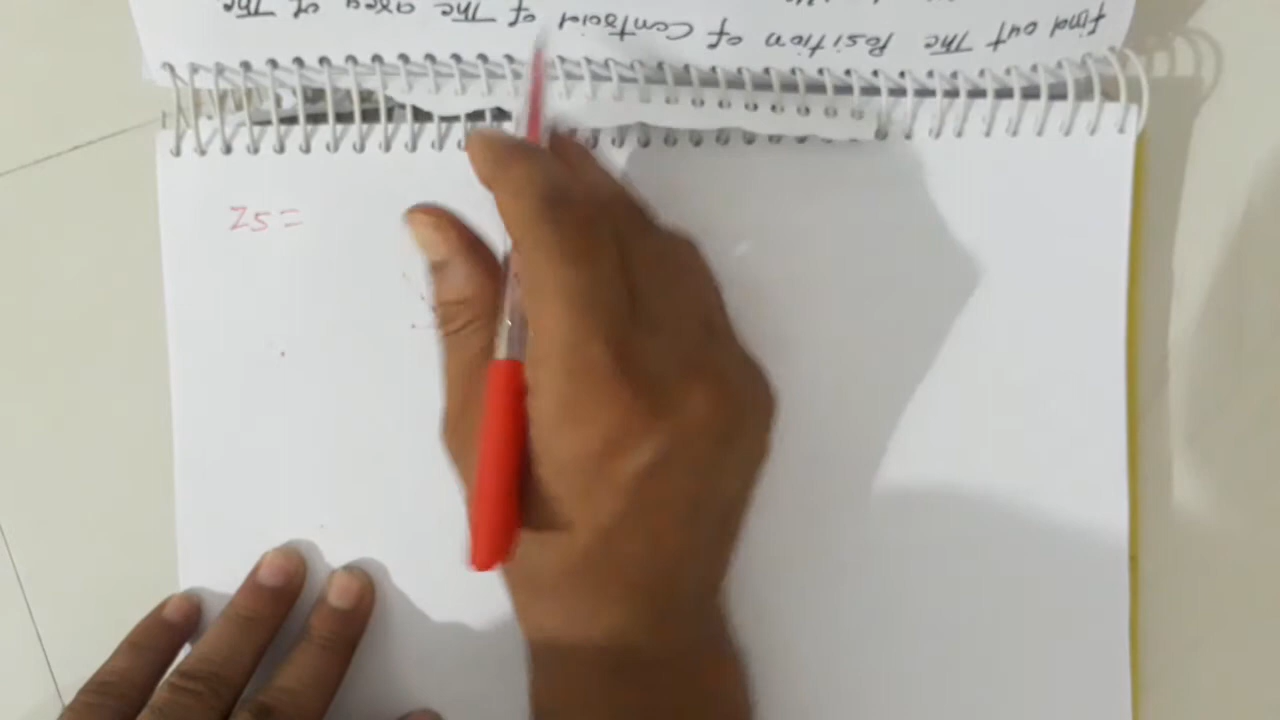 Find out The Position of Centroid of The area of The
Z5 =